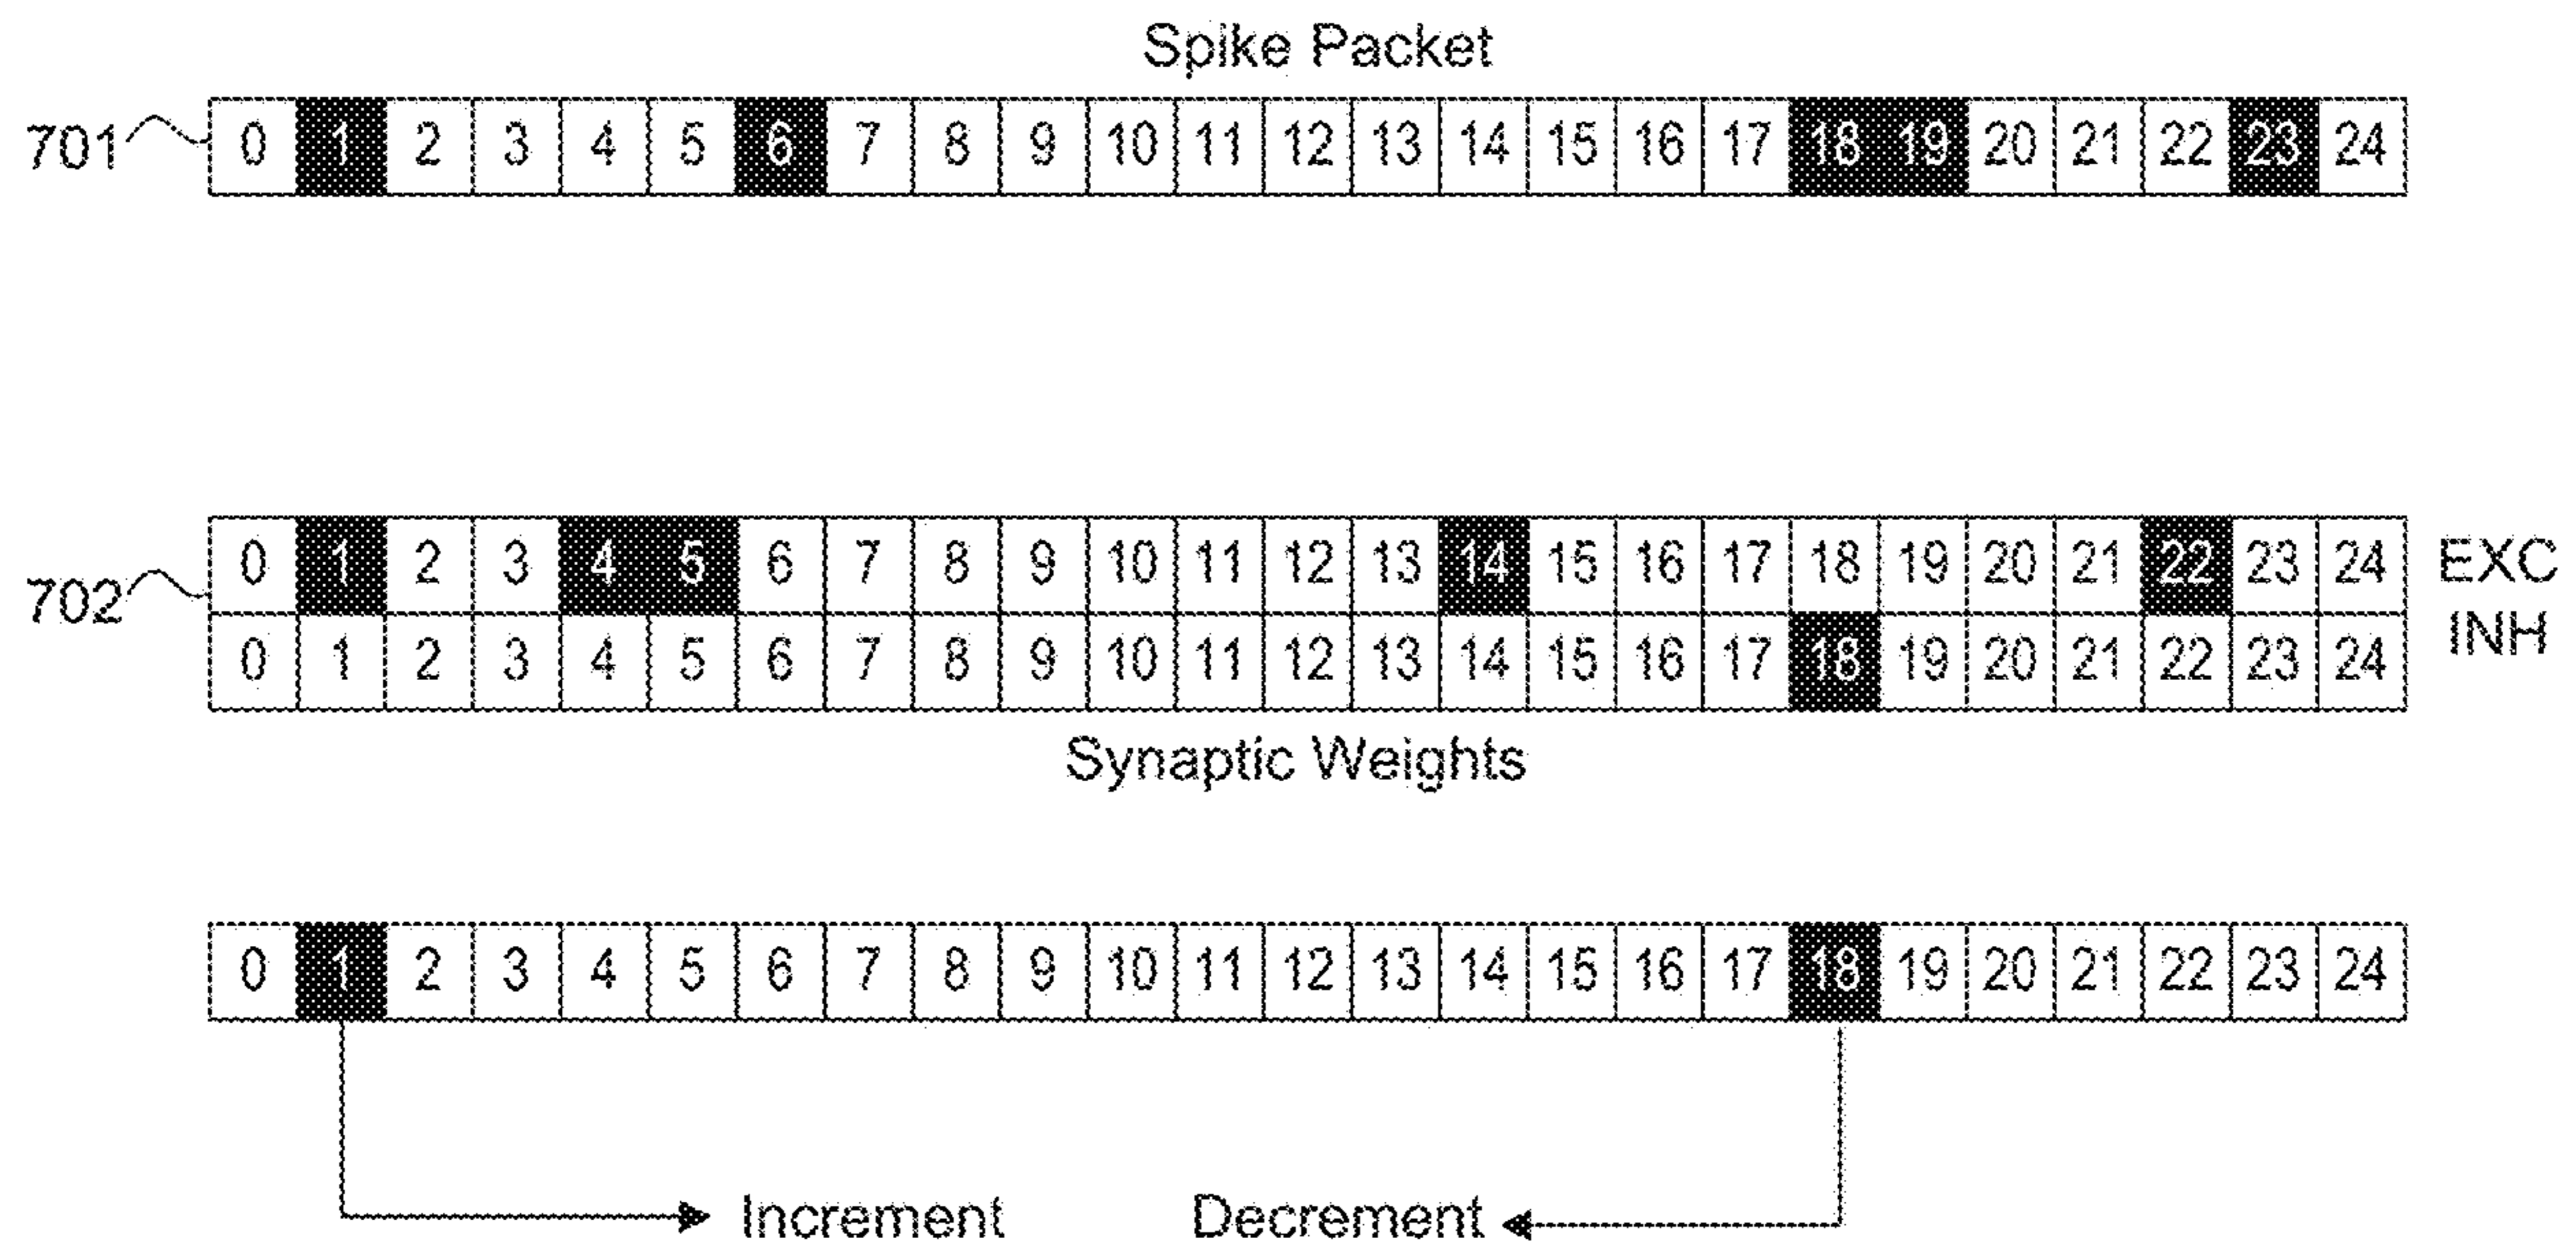 Spike Packet
701 0 1 2 3 4 5 6 7 8 9 10 11 12 13 14 15 16 17 18 19 20 21 22 23 24
702 0 1 2 3 4 5 6 7 8 9 10 11 12 13 14 15 16 17 18 19 20 21 22 23 24 EXC
0 1 2 3 4 5 6 7 8 9 10 11 12 13 14 15 16 17 18 19 20 21 22 23 24 INH
Synaptic Weights
0 1 2 3 4 5 6 7 8 9 10 11 12 13 14 15 16 17 18 19 20 21 22 23 24
Increment Decrement